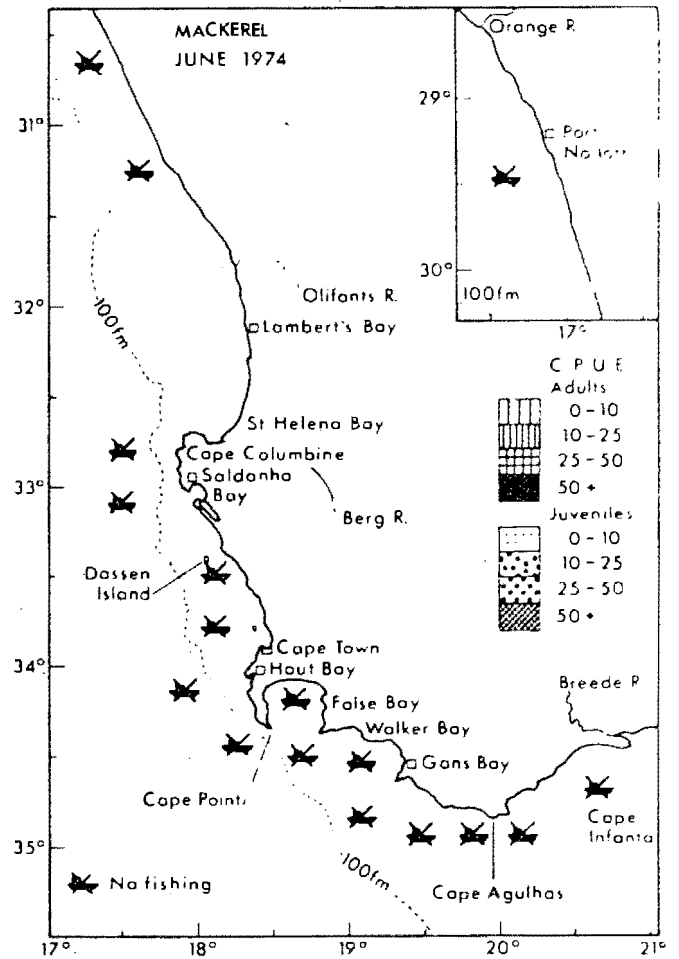 MACKEREL
JUNE 1974
Orange R.
29°
Port
Nolloth
30°
100fm
17°
31°
32°
33°
34°
35°
100fm
Olifants R.
Lambert's Bay
St Helena Bay
Cape Columbine
Saldanha
Bay
Berg R.
Dassen
Island
Cape Town
Hout Bay
False Bay
Walker Bay
Gans Bay
Breede R
Cape Point
Cape
Infanta
Cape Agulhas
100fm
C P U E
Adults
0-10
10-25
25-50
50+
Juveniles
0-10
10-25
25-50
50+
No fishing
17°
18°
19°
20°
21°